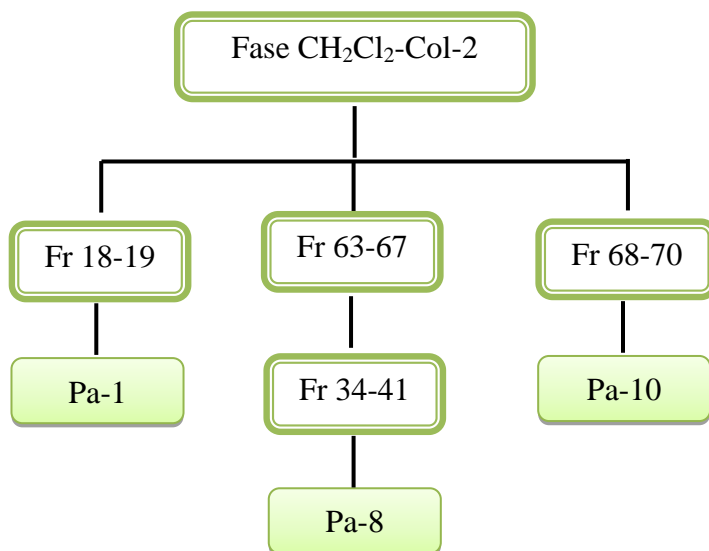 Fase CH₂Cl₂-Col-2
Fr 18-19
Fr 63-67
Fr 68-70
Pa-1
Fr 34-41
Pa-10
Pa-8